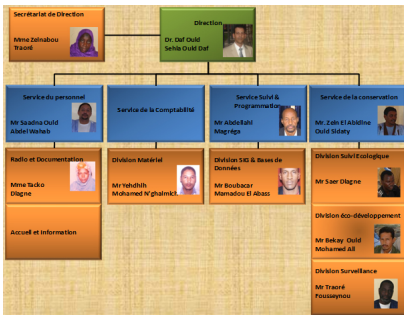 Secrétariat de Direction
Mme Zeïnabou
Traoré
Direction
Dr. Daf Ould
Sehla Ould Daf
Service du personnel
Mr Saadna Ould
Abdel Wahab
Service de la Comptabilité
Service Suivi &
Programmation
Mr Abdellahi
Magréga
Service de la conservation
Mr. Zein El Abidine
Ould Sidaty
Radio et Documentation
Mme Tacko
Diagne
Division Matériel
Mr Yehdhih
Mohamed N'ghaimich
Division SIG & Bases de
Données
Mr Boubacar
Mamadou El Abass
Division Suivi Ecologique
Mr Saer Diagne
Accueil et Information
Division éco-développement
Mr Bekay Ould
Mohamed Ali
Division Surveillance
Mr Traoré
Fousseynou